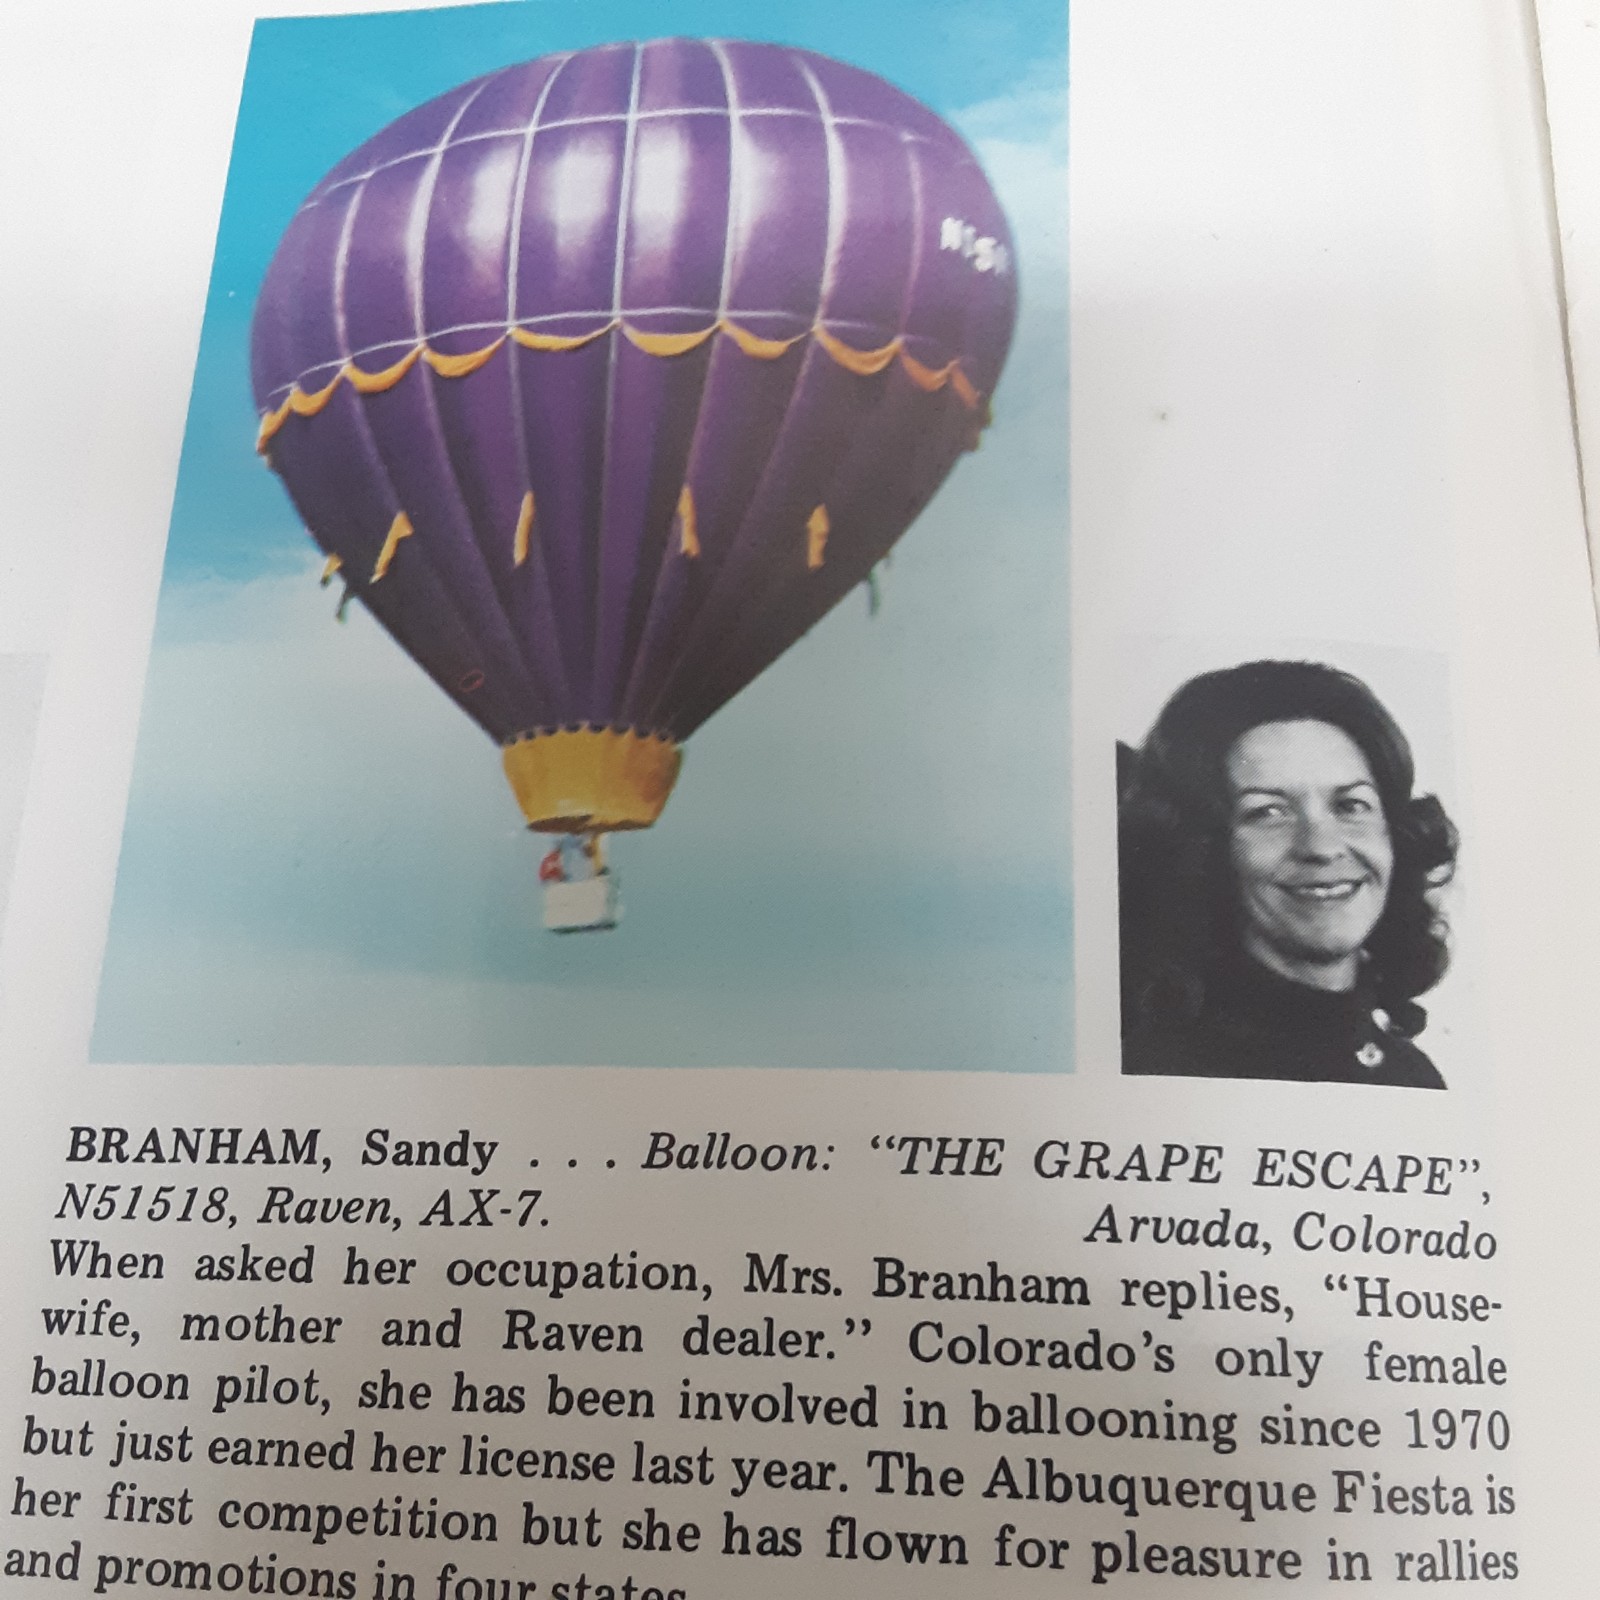 BRANHAM, Sandy . . . Balloon: “THE GRAPE ESCAPE”,
N51518, Raven, AX-7. Arvada, Colorado
When asked her occupation, Mrs. Branham replies, “House-
wife, mother and Raven dealer.” Colorado’s only female
balloon pilot, she has been involved in ballooning since 1970
but just earned her license last year. The Albuquerque Fiesta is
her first competition but she has flown for pleasure in rallies
and promotions in four states